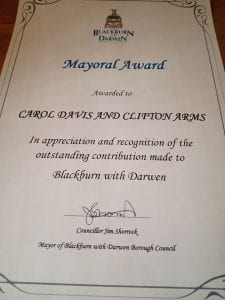 BLACKBURN
WITH
DARWEN
Mayoral Award
Awarded to
CAROL DAVIS AND CLIFTON ARMS
In appreciation and recognition of the
outstanding contribution made to
Blackburn with Darwen
Councillor Jim Shorrock
Mayor of Blackburn with Darwen Borough Council